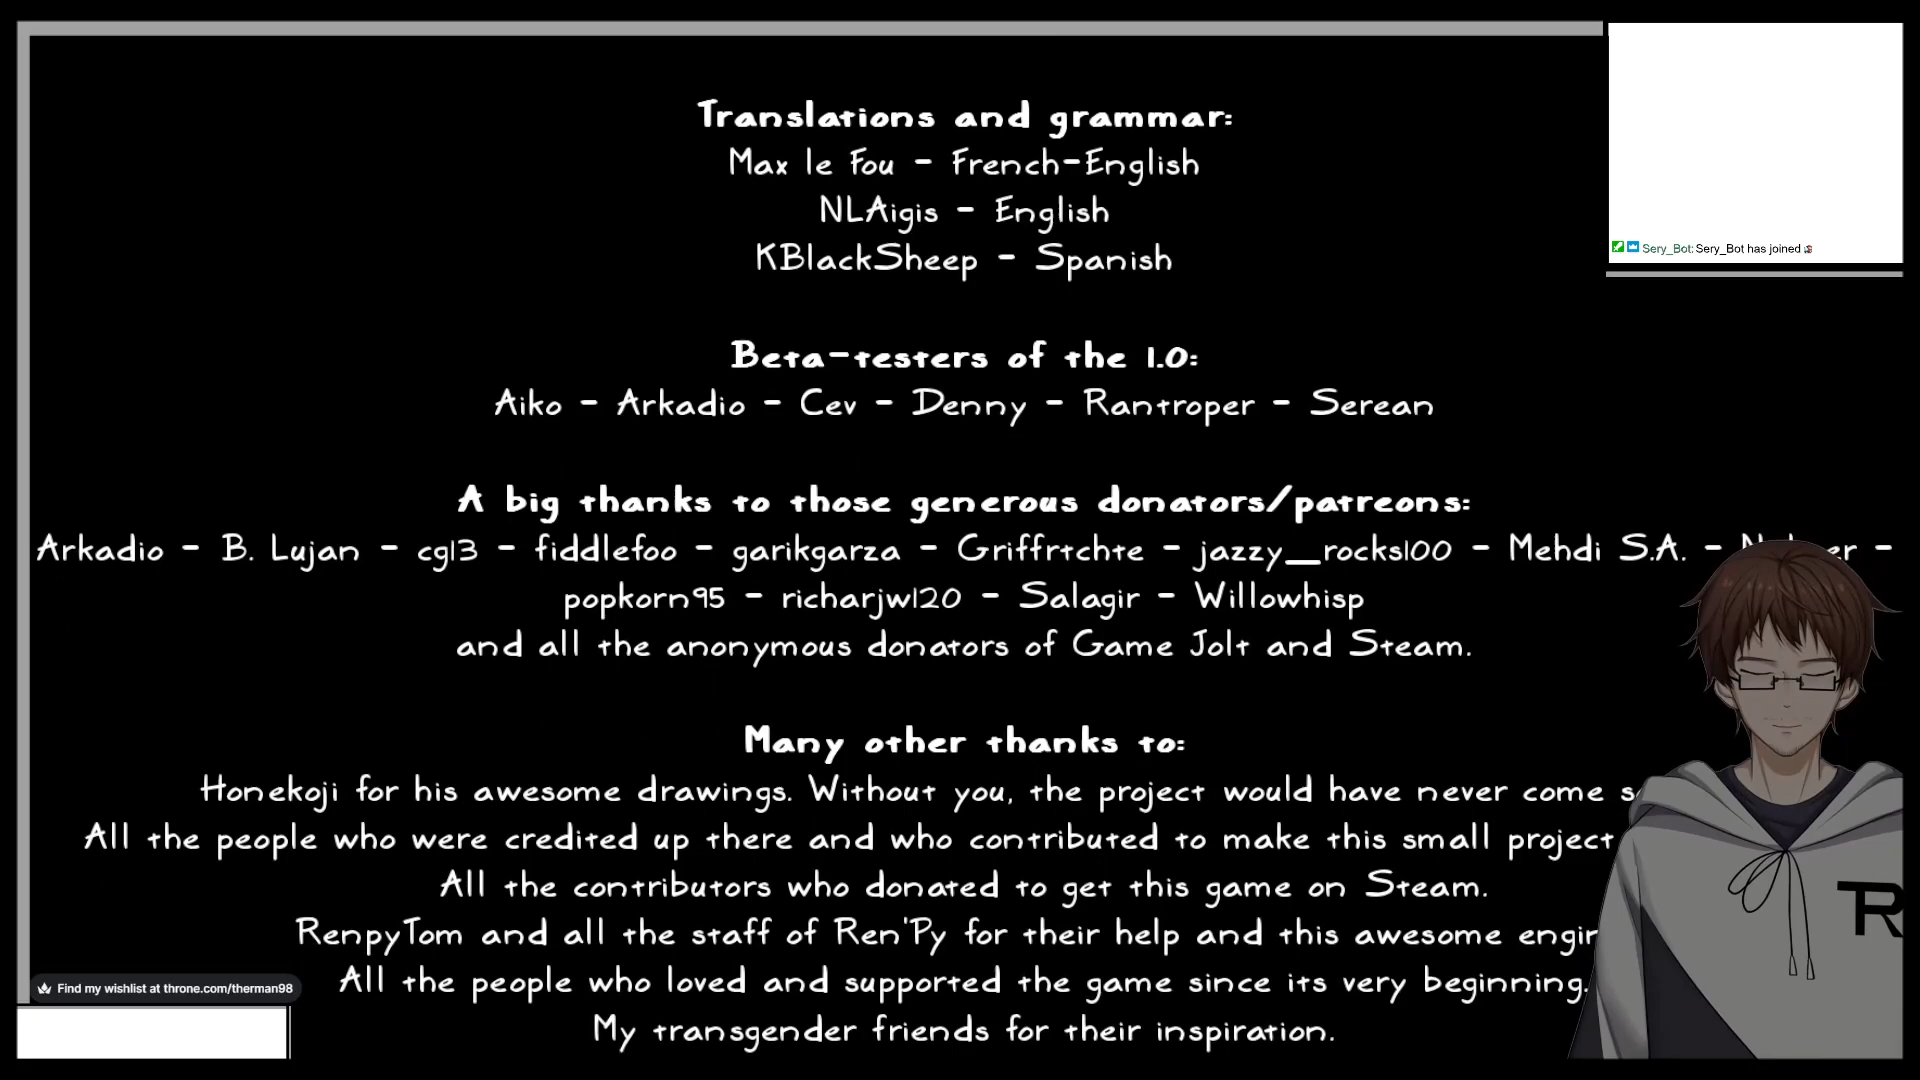 Translations and grammar:
Max le Fou - French-English
NLAigis - English
KBlackSheep - Spanish
Sery_Bot: Sery_Bot has joined
Beta-testers of the 1.0:
Aiko - Arkadio - Cev - Denny - Rantroper - Serean
A big thanks to those generous donators/patreons:
Arkadio - B. Lujan - cg13 - fiddlefoo - garikgarza - Griffrtchte - jazzy_rocks100 - Mehdi S.A. - -
popkorn95 - richarjw120 - Salagir - Willowhisp
and all the anonymous donators of Game Jolt and Steam.
Many other thanks to:
Honekoji for his awesome drawings. Without you, the project would have never come
All the people who were credited up there and who contributed to make this small project
All the contributors who donated to get this game on Steam.
RenpyTom and all the staff of Ren'Py for their help and this awesome
All the people who loved and supported the game since its very beginning.
My transgender friends for their inspiration.
Find my wishlist at throne.com/therman98
TR